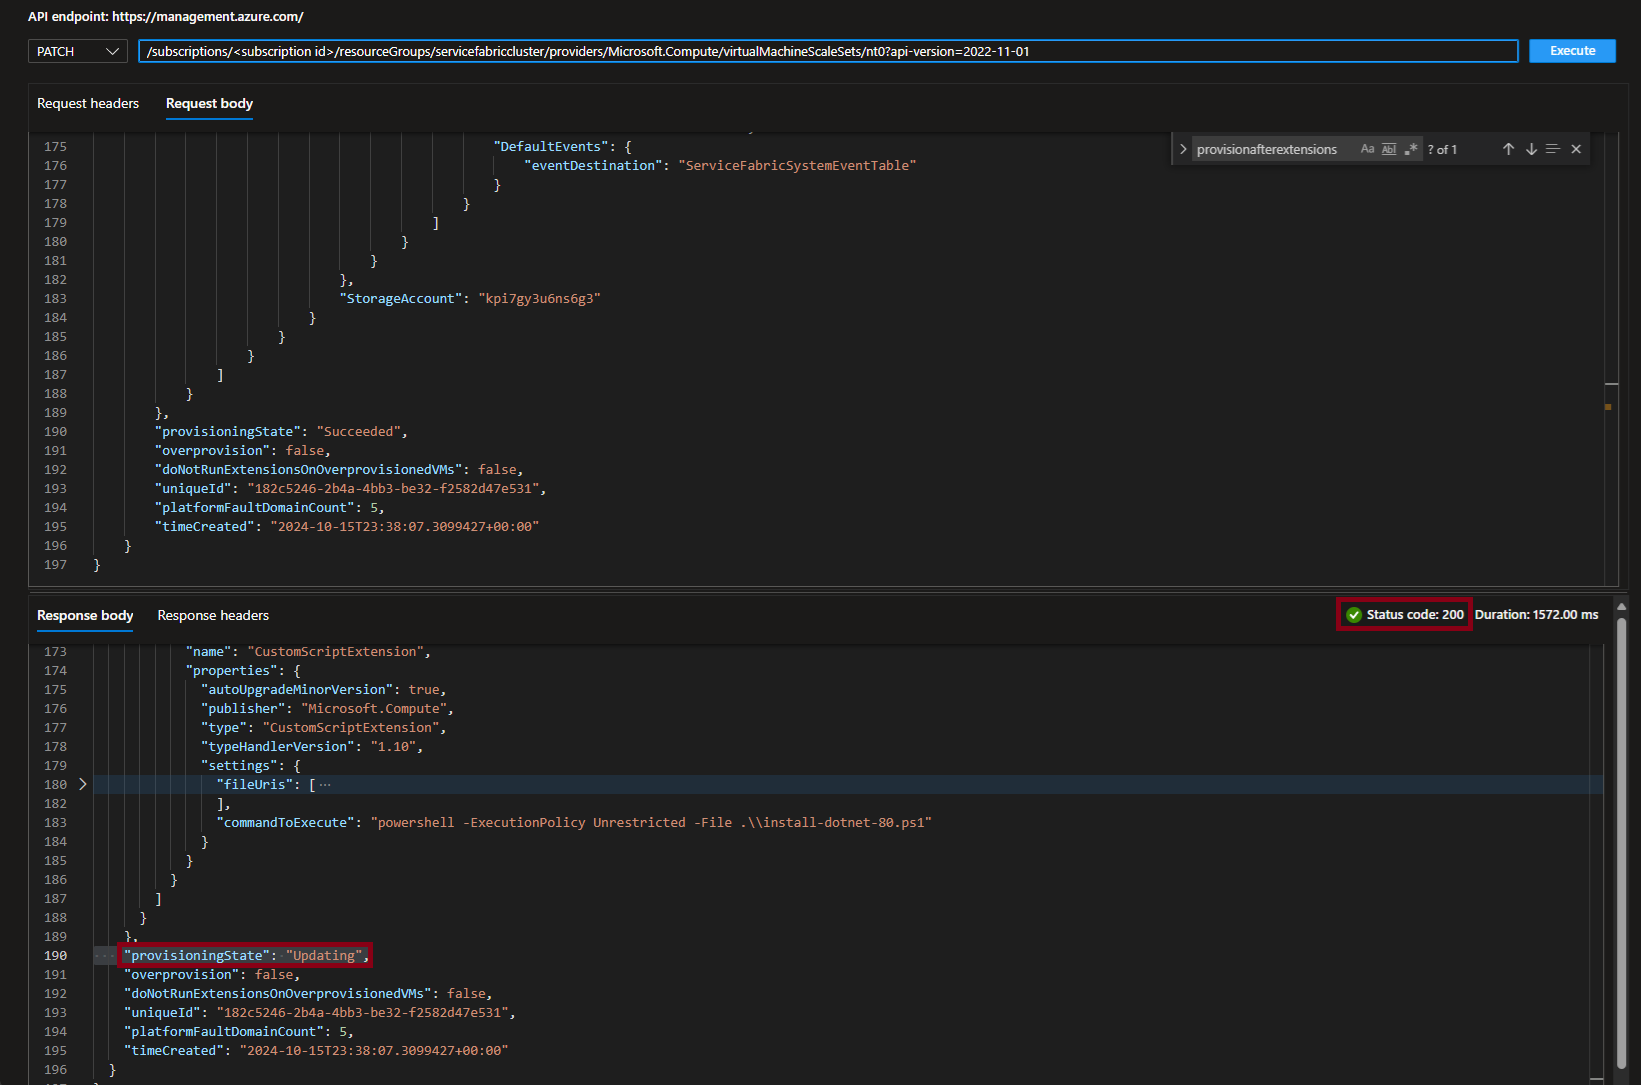 API endpoint: https://management.azure.com/
PATCH /subscriptions/<subscription id>/resourceGroups/servicefabriccluster/providers/Microsoft.Compute/virtualMachineScaleSets/nt0?api-version=2022-11-01 Execute
Request headers Request body
provisionafterextensions Aa Abl .* ? of 1
175 "DefaultEvents": {
176 "eventDestination": "ServiceFabricSystemEventTable"
177 }
178 }
179 ]
180 }
181 }
182 },
183 "StorageAccount": "kpi7gy3u6ns6g3"
184 }
185 }
186 }
187 ]
188 }
189 },
190 "provisioningState": "Succeeded",
191 "overprovision": false,
192 "doNotRunExtensionsOnOverprovisionedVMs": false,
193 "uniqueId": "182c5246-2b4a-4bb3-be32-f2582d47e531",
194 "platformFaultDomainCount": 5,
195 "timeCreated": "2024-10-15T23:38:07.3099427+00:00"
196 }
197 }
Response body Response headers Status code: 200 Duration: 1572.00 ms
173 "name": "CustomScriptExtension",
174 "properties": {
175 "autoUpgradeMinorVersion": true,
176 "publisher": "Microsoft.Compute",
177 "type": "CustomScriptExtension",
178 "typeHandlerVersion": "1.10",
179 "settings": {
180 "fileUris": [ ···
182 ],
183 "commandToExecute": "powershell -ExecutionPolicy Unrestricted -File .\\install-dotnet-80.ps1"
184 }
185 }
186 }
187 ]
188 }
189 },
190 "provisioningState": "Updating",
191 "overprovision": false,
192 "doNotRunExtensionsOnOverprovisionedVMs": false,
193 "uniqueId": "182c5246-2b4a-4bb3-be32-f2582d47e531",
194 "platformFaultDomainCount": 5,
195 "timeCreated": "2024-10-15T23:38:07.3099427+00:00"
196 }